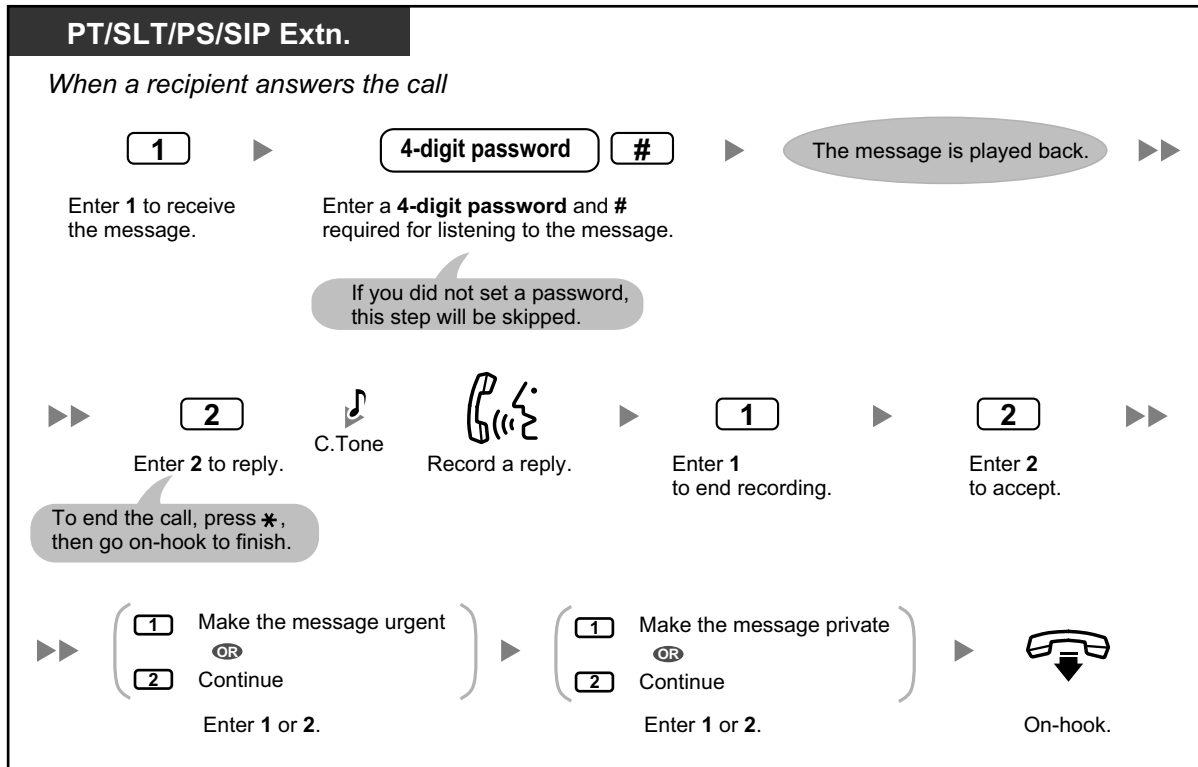 PT/SLT/PS/SIP Extn.
When a recipient answers the call
1
4-digit password #
The message is played back.
Enter 1 to receive
the message.
Enter a 4-digit password and #
required for listening to the message.
If you did not set a password,
this step will be skipped.
2
C.Tone
1
2
Enter 2 to reply.
Record a reply.
Enter 1
to end recording.
Enter 2
to accept.
To end the call, press *,
then go on-hook to finish.
1 Make the message urgent
OR
2 Continue
Enter 1 or 2.
1 Make the message private
OR
2 Continue
Enter 1 or 2.
On-hook.